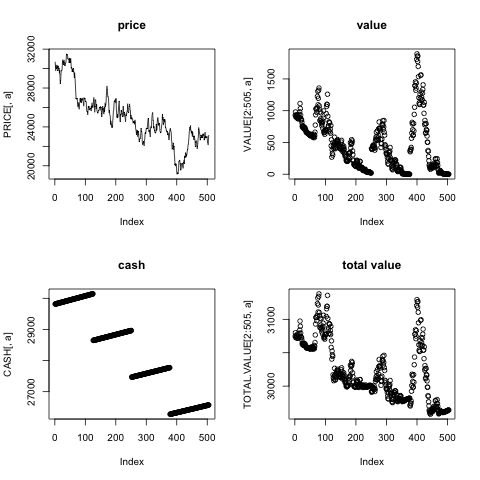 price
PRICE[, a]
32000
28000
24000
20000
0 100 200 300 400 500
Index
value
VALUE[2:505, a]
1500
1000
500
0
0 100 200 300 400 500
Index
cash
CASH[, a]
29000
27000
0 100 200 300 400 500
Index
total value
TOTAL.VALUE[2:505, a]
31000
30000
0 100 200 300 400 500
Index